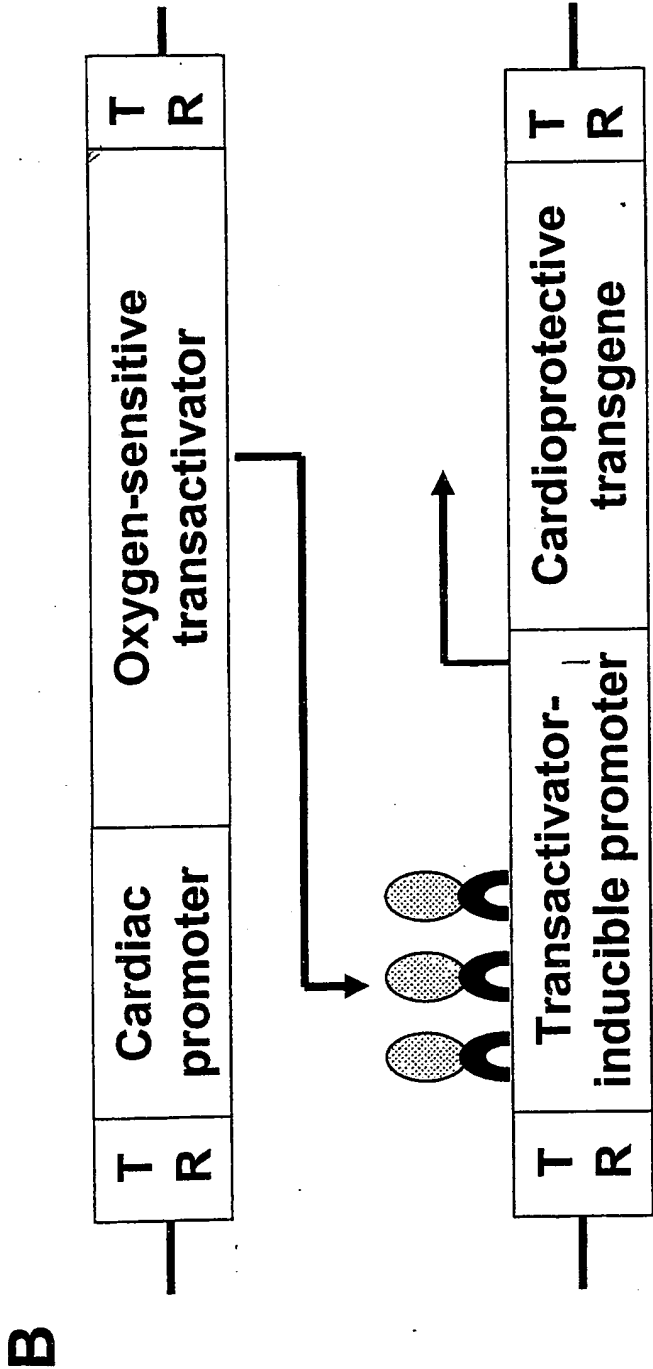 B
T
R
Cardiac
promoter
Oxygen-sensitive
transactivator
T
R
T
R
Transactivator-
inducible promoter
Cardioprotective
transgene
T
R